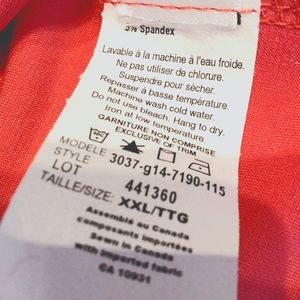 5% Spandex
Lavable à la machine à l'eau froide.
Ne pas utiliser de chlorure.
Suspendre pour sècher.
Repasser à basse température.
Machine wash cold water.
Do not use bleach. Hang to dry.
Iron at low temperature
GARNITURE NON COMPRISE
EXCLUSIVE OF TRIM
MODELE
STYLE 3037-g14-7190-115
LOT 441360
TAILLE/SIZE: XXL/TTG
Assemblé au Canada
composants importées
Sewn in Canada
with imported fabric
CA 10931